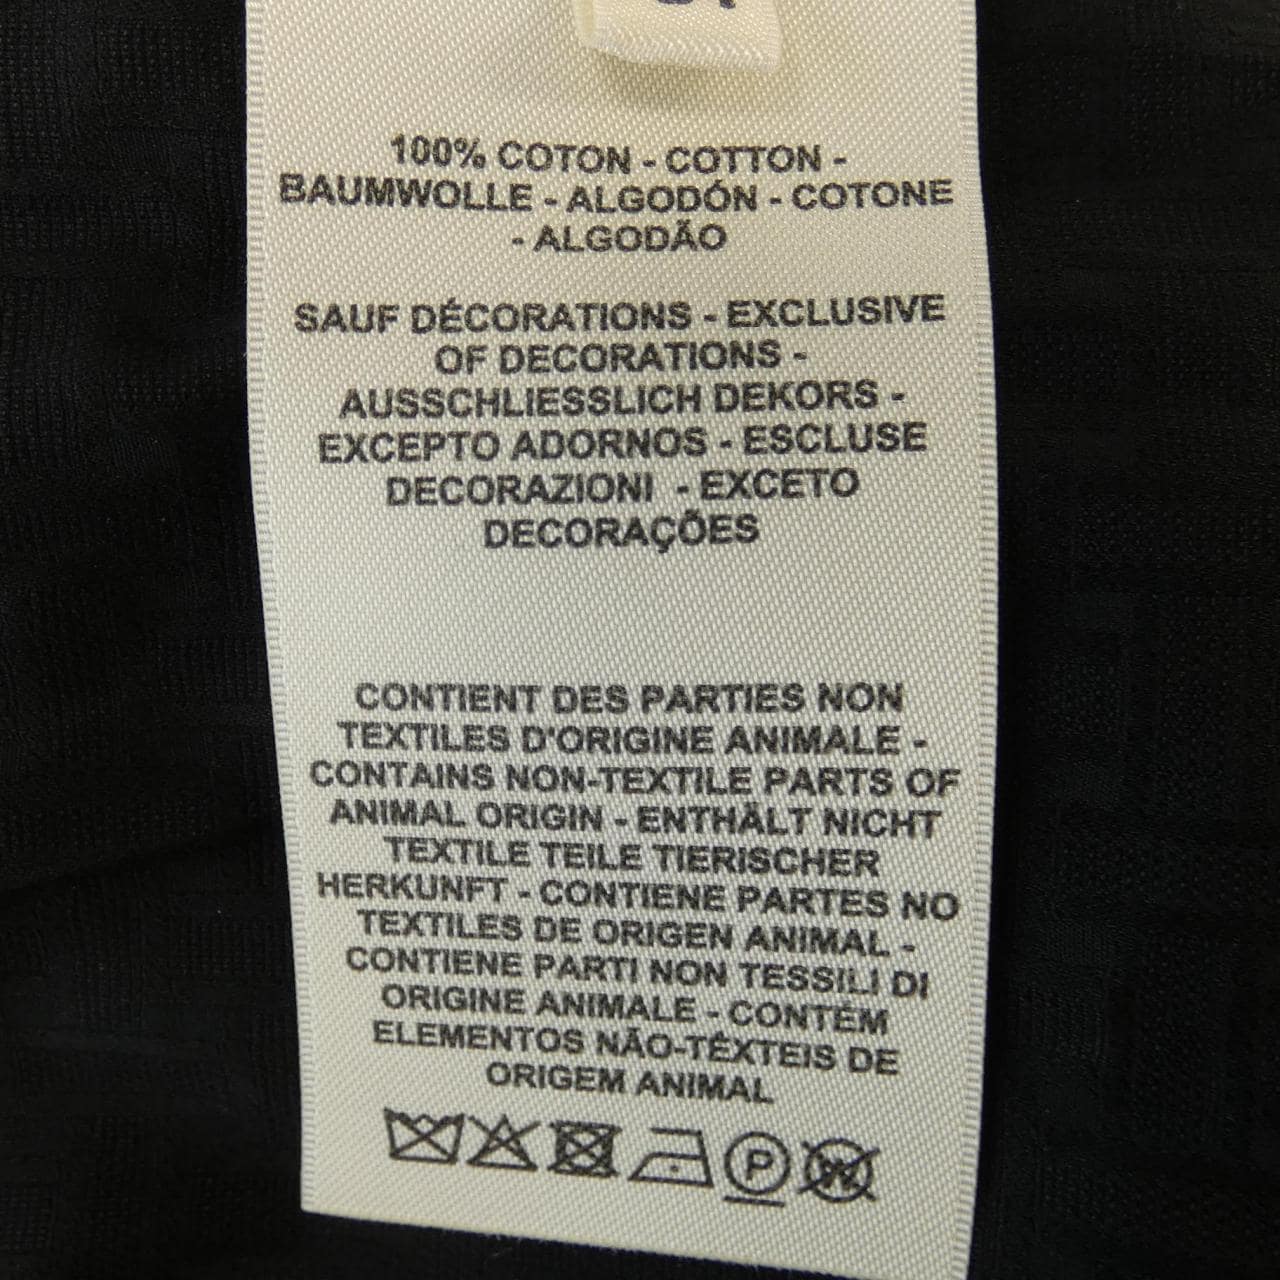 100% COTON - COTTON -
BAUMWOLLE - ALGODÓN - COTONE
- ALGODÃO
SAUF DÉCORATIONS - EXCLUSIVE
OF DECORATIONS -
AUSSCHLIESSLICH DEKORS -
EXCEPTO ADORNOS - ESCLUSE
DECORAZIONI - EXCETO
DECORAÇÕES
CONTIENT DES PARTIES NON
TEXTILES D'ORIGINE ANIMALE -
CONTAINS NON-TEXTILE PARTS OF
ANIMAL ORIGIN - ENTHÄLT NICHT
TEXTILE TEILE TIERISCHER
HERKUNFT - CONTIENE PARTES NO
TEXTILES DE ORIGEN ANIMAL -
CONTIENE PARTI NON TESSILI DI
ORIGINE ANIMALE - CONTÉM
ELEMENTOS NÃO-TÊXTEIS DE
ORIGEM ANIMAL
P W